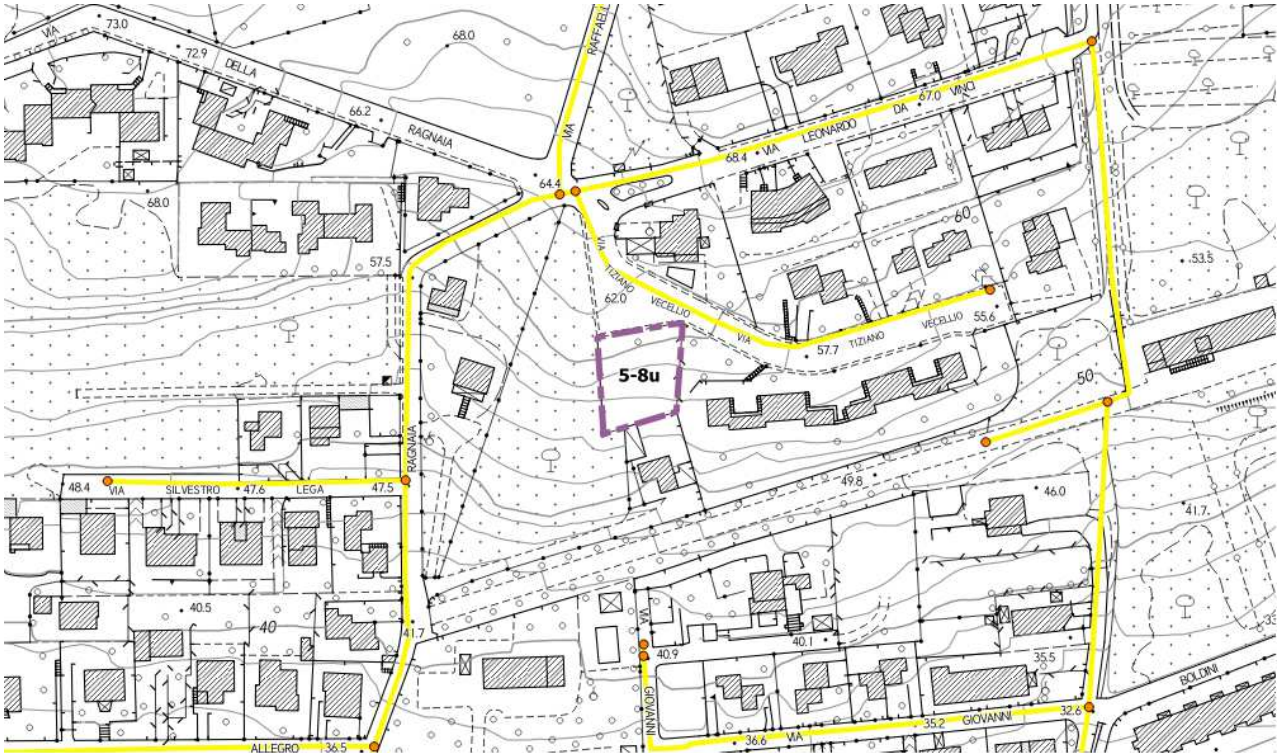 VIA
73.0
72.9
DELLA
68.0
RAFFAELL
66.2
RAGNAIA
VIA
67.0
VINCI
DA
LEONARDO
VIA
68.4
64.4
68.0
57.5
60
53.5
VIA
TIZIANO
62.0
VECELLIO
VIA
57.7
TIZIANO
VECELLIO
55.6
5-8u
50
RAGNAIA
48.4
VIA
SILVESTRO
47.6
LEGA
47.5
49.8
46.0
41.7
40.5
40
41.7
VIA
40.9
40.1
GIOVANNI
35.5
BOLDINI
33
32.6
GIOVANNI
35.2
VIA
36.6
ALLEGRO
36.5